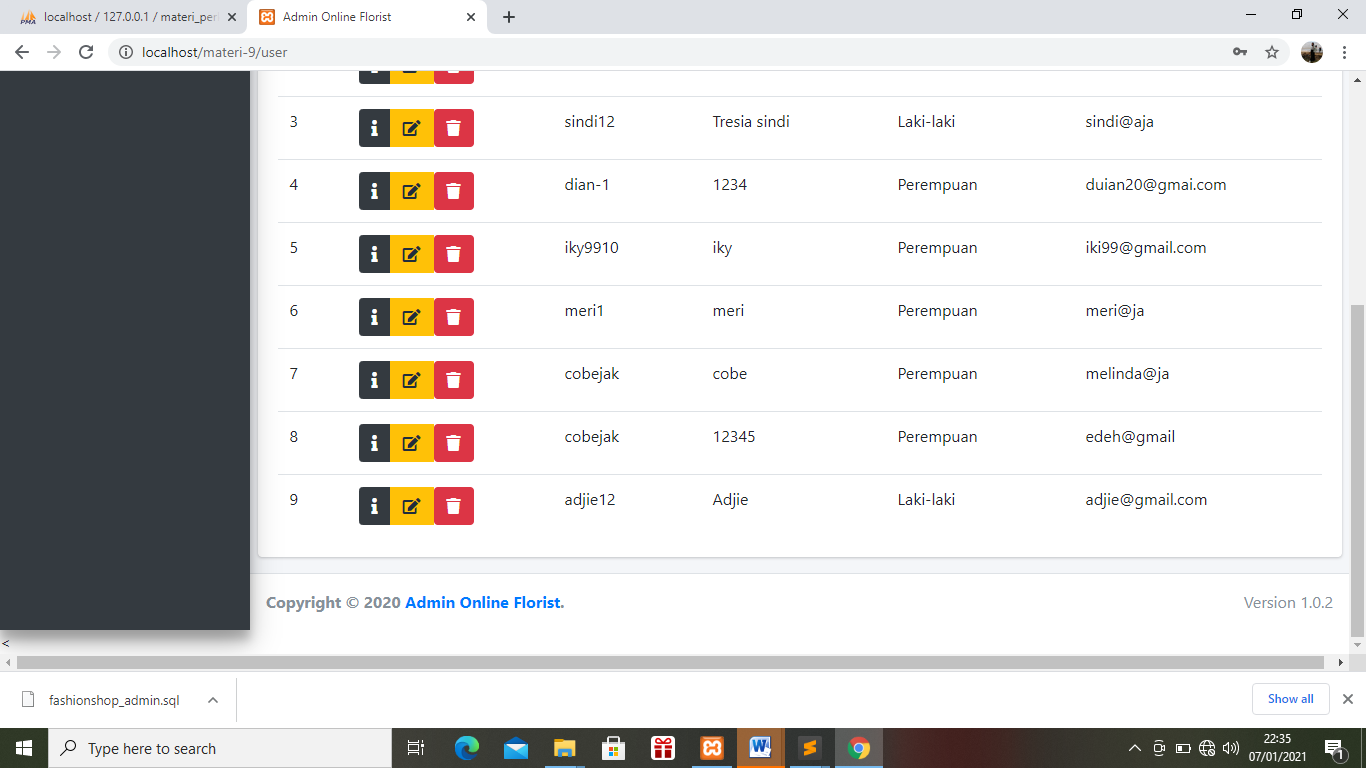 localhost / 127.0.0.1 / materi_per
Admin Online Florist
localhost/materi-9/user
3 sindi12 Tresia sindi Laki-laki sindi@aja
4 dian-1 1234 Perempuan duian20@gmai.com
5 iky9910 iky Perempuan iki99@gmail.com
6 meri1 meri Perempuan meri@ja
7 cobejak cobe Perempuan melinda@ja
8 cobejak 12345 Perempuan edeh@gmail
9 adjie12 Adjie Laki-laki adjie@gmail.com
Copyright © 2020 Admin Online Florist. Version 1.0.2
<
fashionshop_admin.sql
Show all
Type here to search
22:35
07/01/2021
1